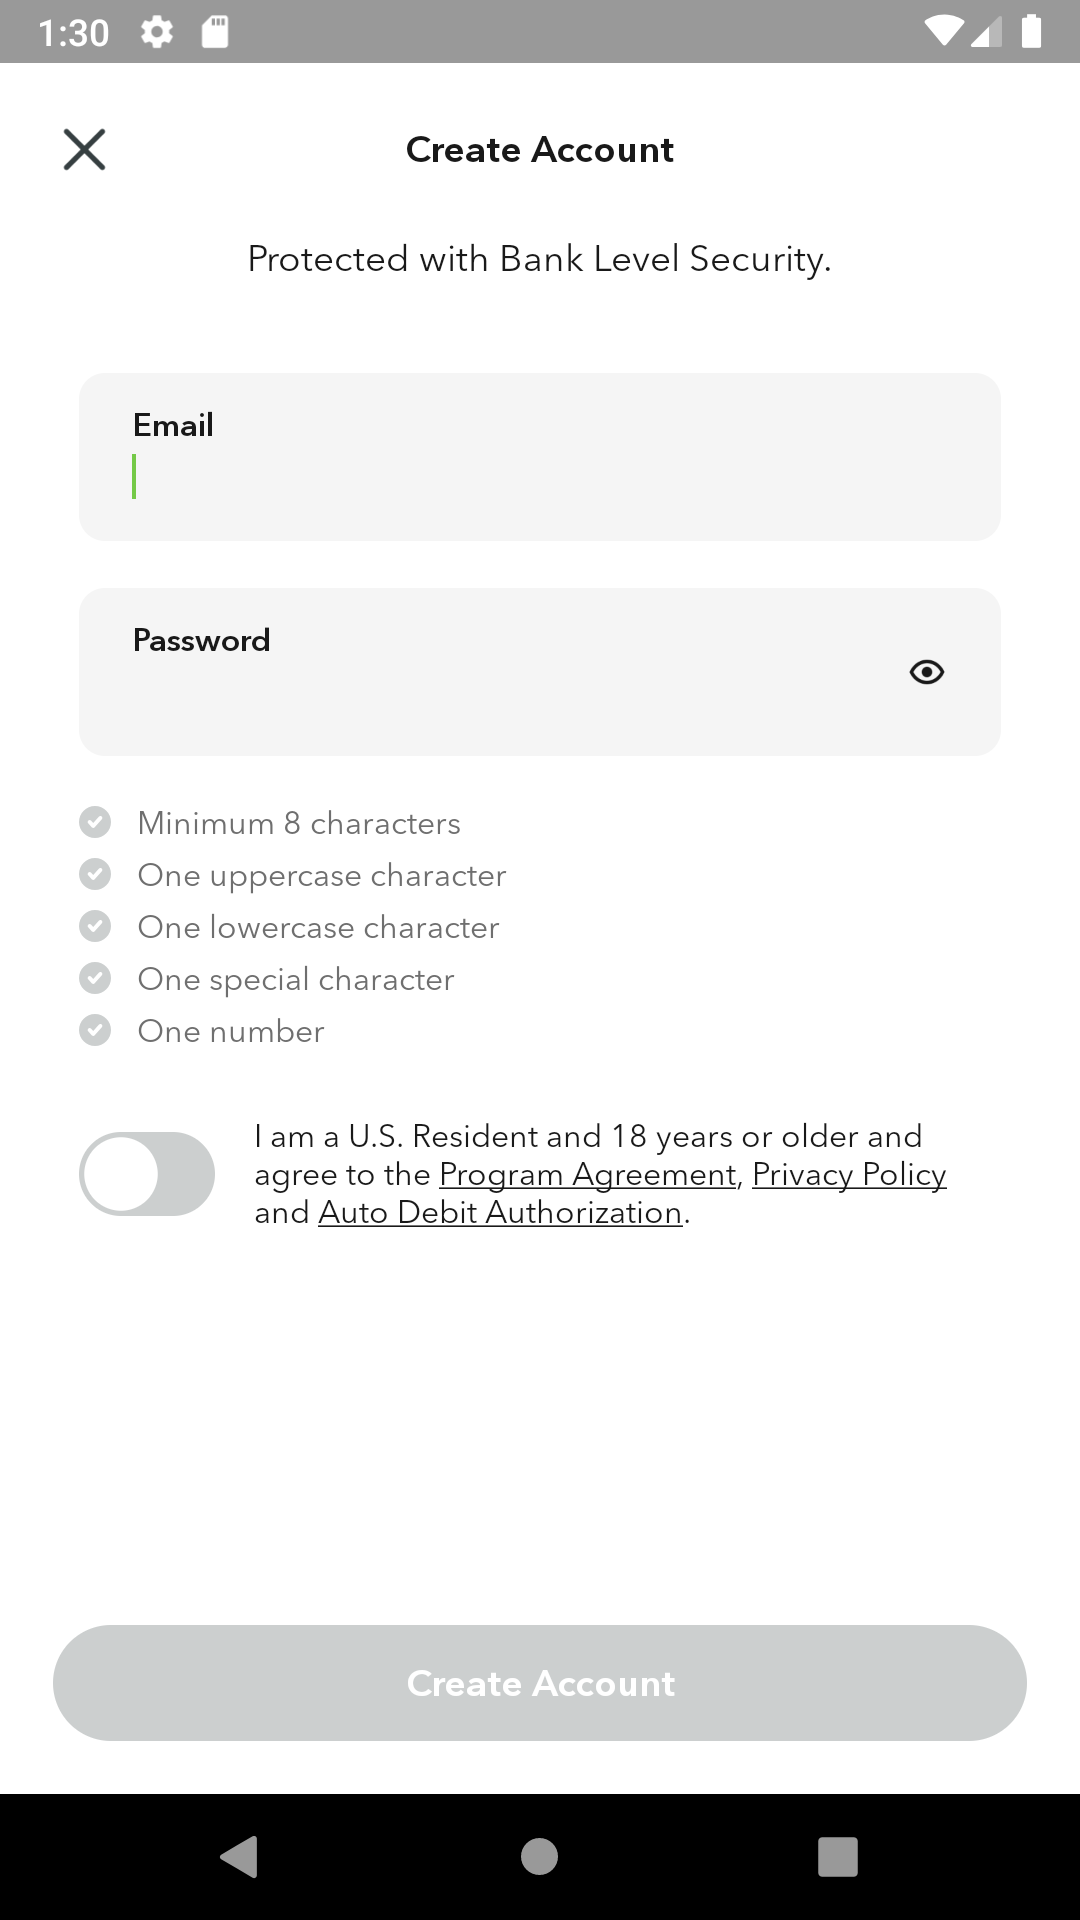 1:30
Create Account
Protected with Bank Level Security.
Email
Password
Minimum 8 characters
One uppercase character
One lowercase character
One special character
One number
I am a U.S. Resident and 18 years or older and
agree to the Program Agreement, Privacy Policy
and Auto Debit Authorization.
Create Account